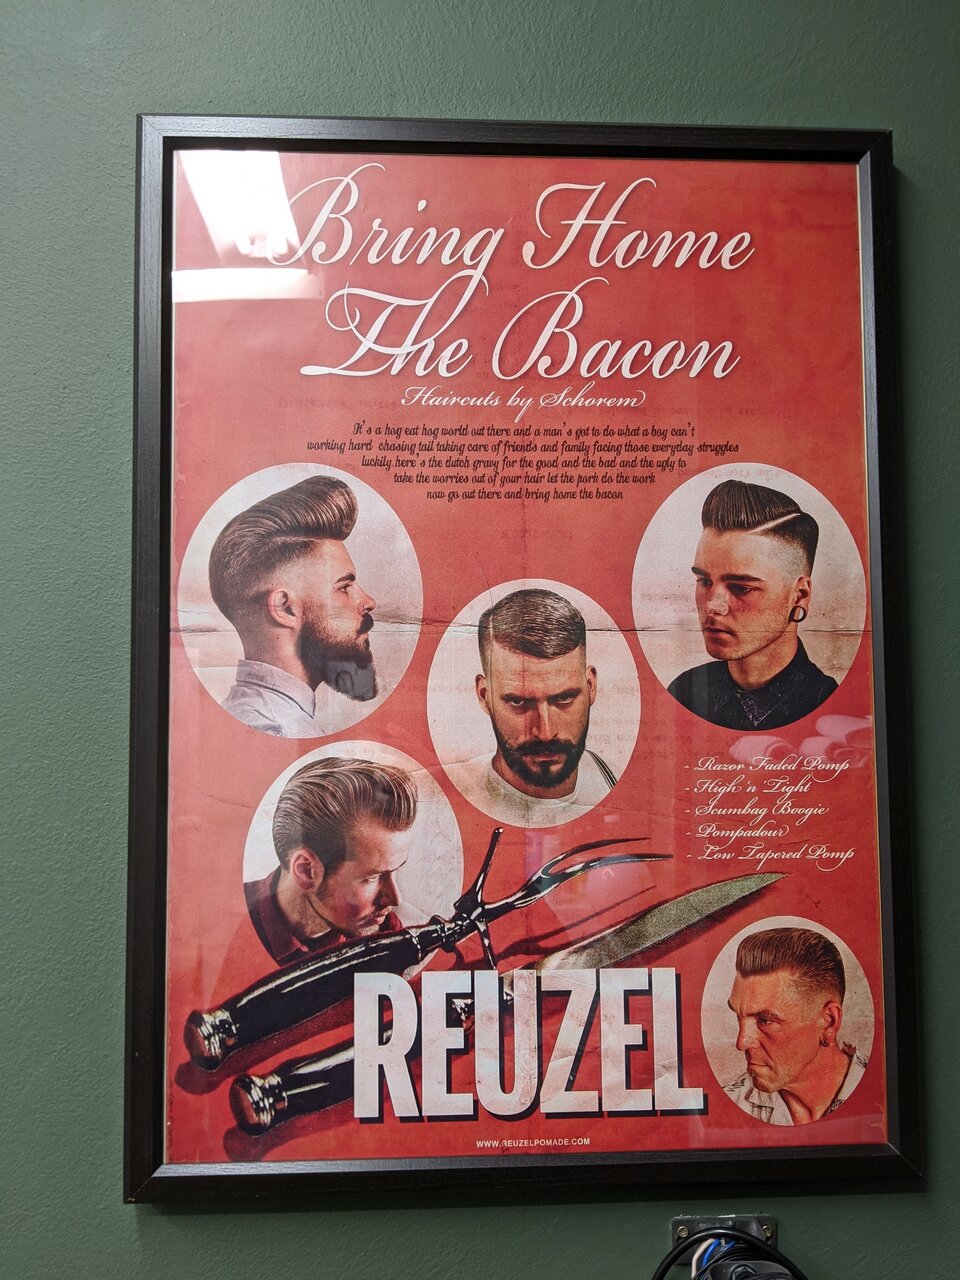 Bring Home
The Bacon
Haircuts by Schorem
It's a hog eat hog world out there and a man's got to do what a boy can't
working hard chasing tail taking care of friends and family facing those everyday struggles
luckily here's the dutch gravy for the good and the bad and the ugly to
take the worries out of your hair let the pork do the work
now go out there and bring home the bacon
- Razor Faded Pomp
- High 'n' Tight
- Scumbag Boogie
- Pompadour
- Low Tapered Pomp
REUZEL
WWW.REUZELPOMADE.COM